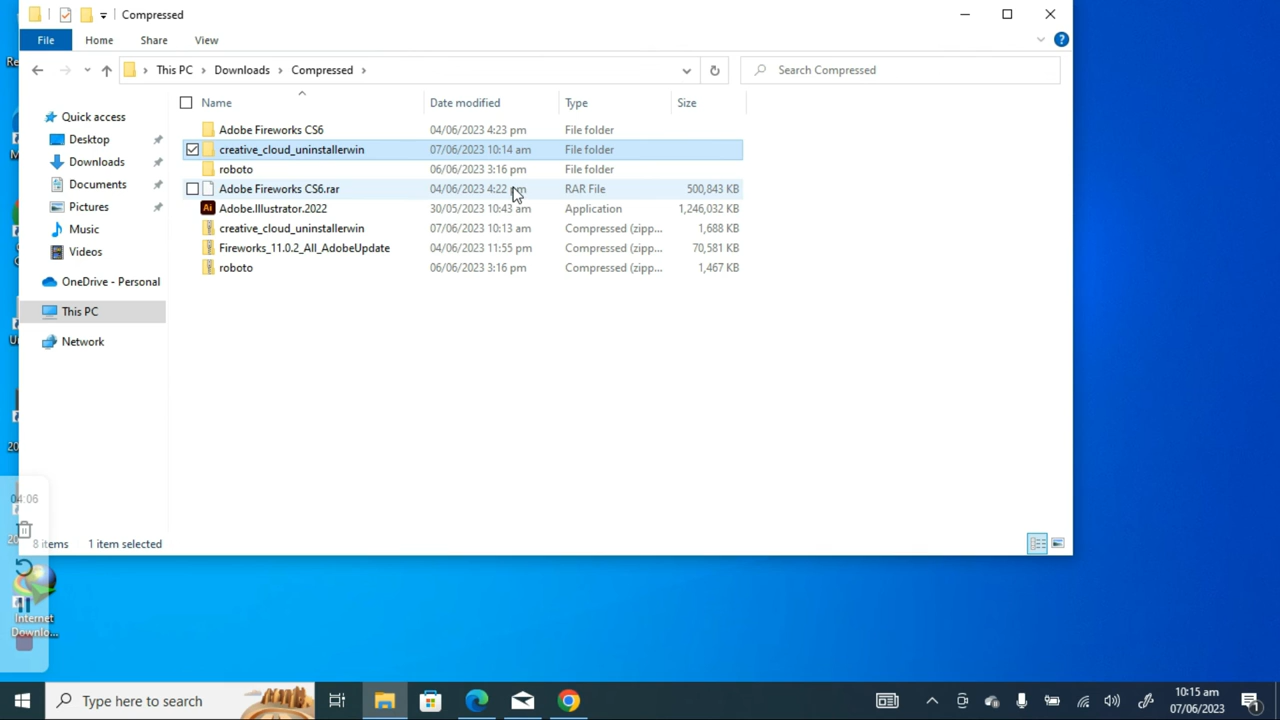 Compressed
File Home Share View
This PC Downloads Compressed Search Compressed
Name Date modified Type Size
Quick access
Desktop
Downloads
Documents
Pictures
Music
Videos
OneDrive - Personal
This PC
Network
Adobe Fireworks CS6 04/06/2023 4:23 pm File folder
creative_cloud_uninstallerwin 07/06/2023 10:14 am File folder
roboto 06/06/2023 3:16 pm File folder
Adobe Fireworks CS6.rar 04/06/2023 4:22 pm RAR File 500,843 KB
Adobe.Illustrator.2022 30/05/2023 10:43 am Application 1,246,032 KB
creative_cloud_uninstallerwin 07/06/2023 10:13 am Compressed (zipp... 1,688 KB
Fireworks_11.0.2_All_AdobeUpdate 04/06/2023 11:55 pm Compressed (zipp... 70,581 KB
roboto 06/06/2023 3:16 pm Compressed (zipp... 1,467 KB
04:06
8 items 1 item selected
Internet
Downlo...
Type here to search
10:15 am
07/06/2023
1